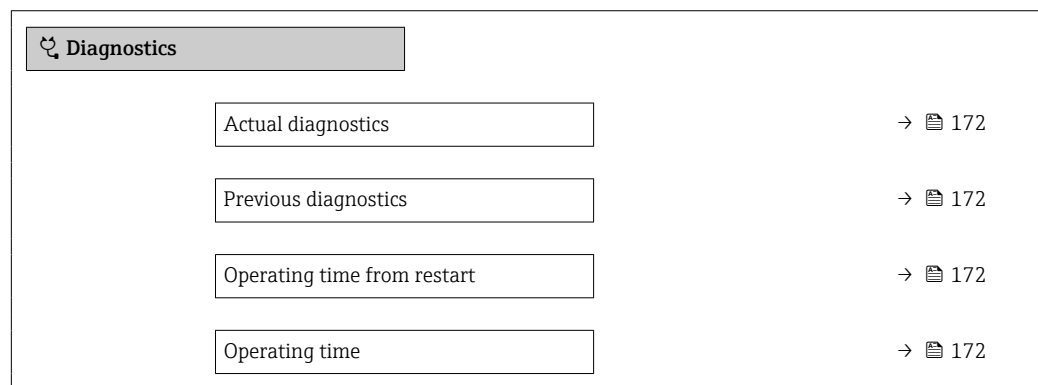 Diagnostics
Actual diagnostics → 172
Previous diagnostics → 172
Operating time from restart → 172
Operating time → 172